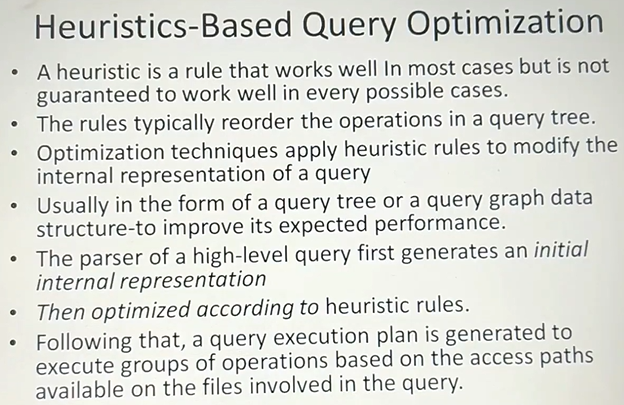 Heuristics-Based Query Optimization
• A heuristic is a rule that works well In most cases but is not
guaranteed to work well in every possible cases.
• The rules typically reorder the operations in a query tree.
• Optimization techniques apply heuristic rules to modify the
internal representation of a query
• Usually in the form of a query tree or a query graph data
structure-to improve its expected performance.
• The parser of a high-level query first generates an initial
internal representation
• Then optimized according to heuristic rules.
• Following that, a query execution plan is generated to
execute groups of operations based on the access paths
available on the files involved in the query.